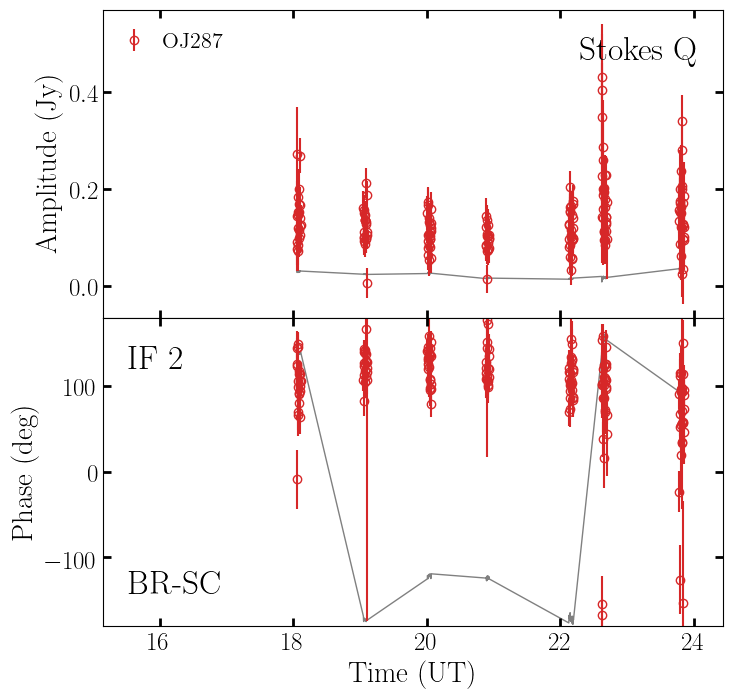 OJ287
Stokes Q
Amplitude (Jy)
0.4
0.2
0.0
IF 2
Phase (deg)
100
0
−100
BR-SC
16 18 20 22 24
Time (UT)